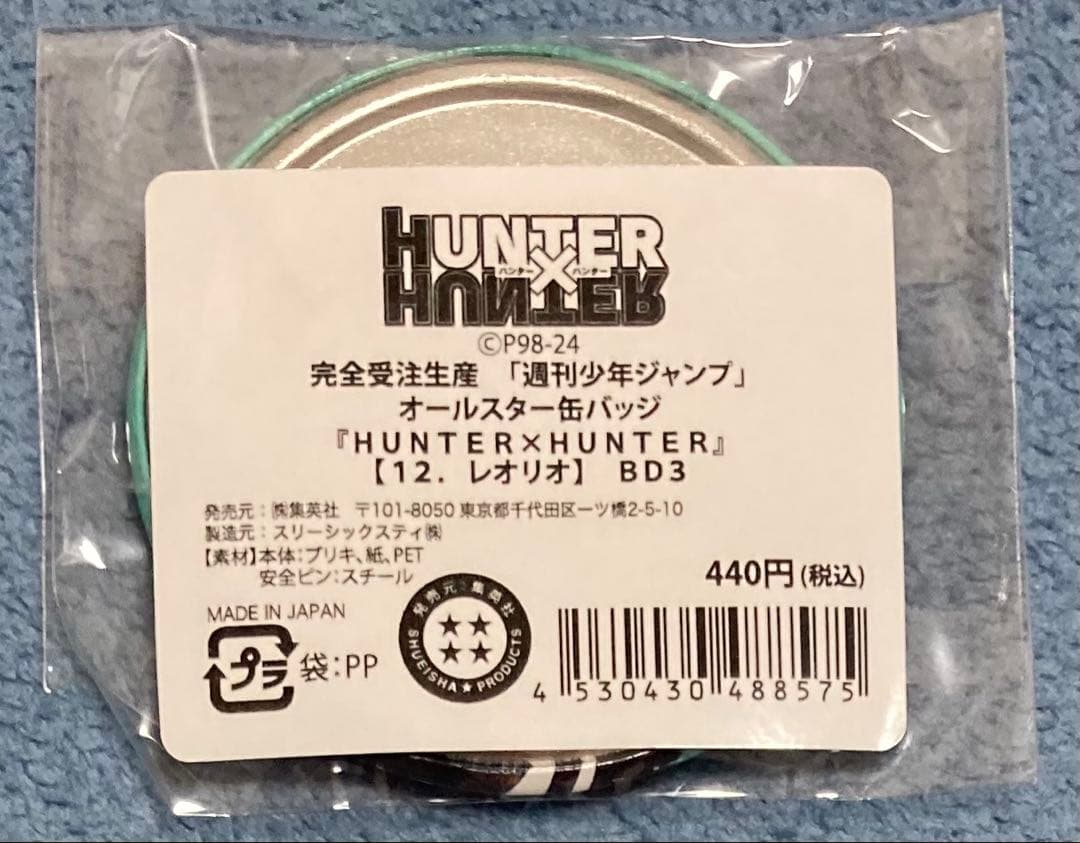 HUNTER
ハンター×ハンター
HUNTER
ⒸP98-24
完全受注生産 「週刊少年ジャンプ」
オールスター缶バッジ
『HUNTER×HUNTER』
【12. レオリオ】 BD3
発売元:㈱集英社 〒101-8050 東京都千代田区一ツ橋2-5-10
製造元:スリーシックスティ㈱
【素材】本体:ブリキ、紙、PET
安全ピン:スチール
440円(税込)
MADE IN JAPAN
プラ 袋:PP
発売元:集英社
SHUEISHA★PRODUCTS
4 530430 488575